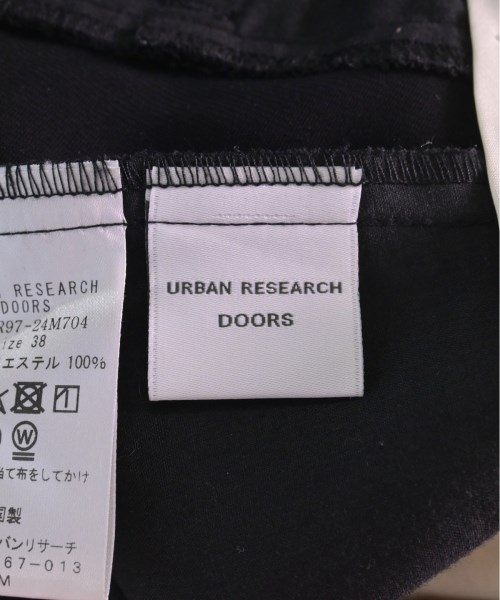 RESEARCH
DOORS
R97-24M704
size 38
エステル 100%
W
当て布をしてかけ
国製
バンリサーチ
67-013
M
URBAN RESEARCH
DOORS